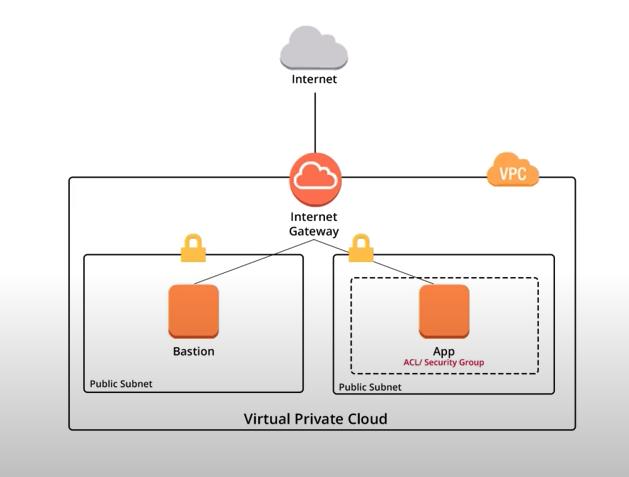 Internet
VPC
Internet
Gateway
Bastion
App
ACL/ Security Group
Public Subnet
Public Subnet
Virtual Private Cloud